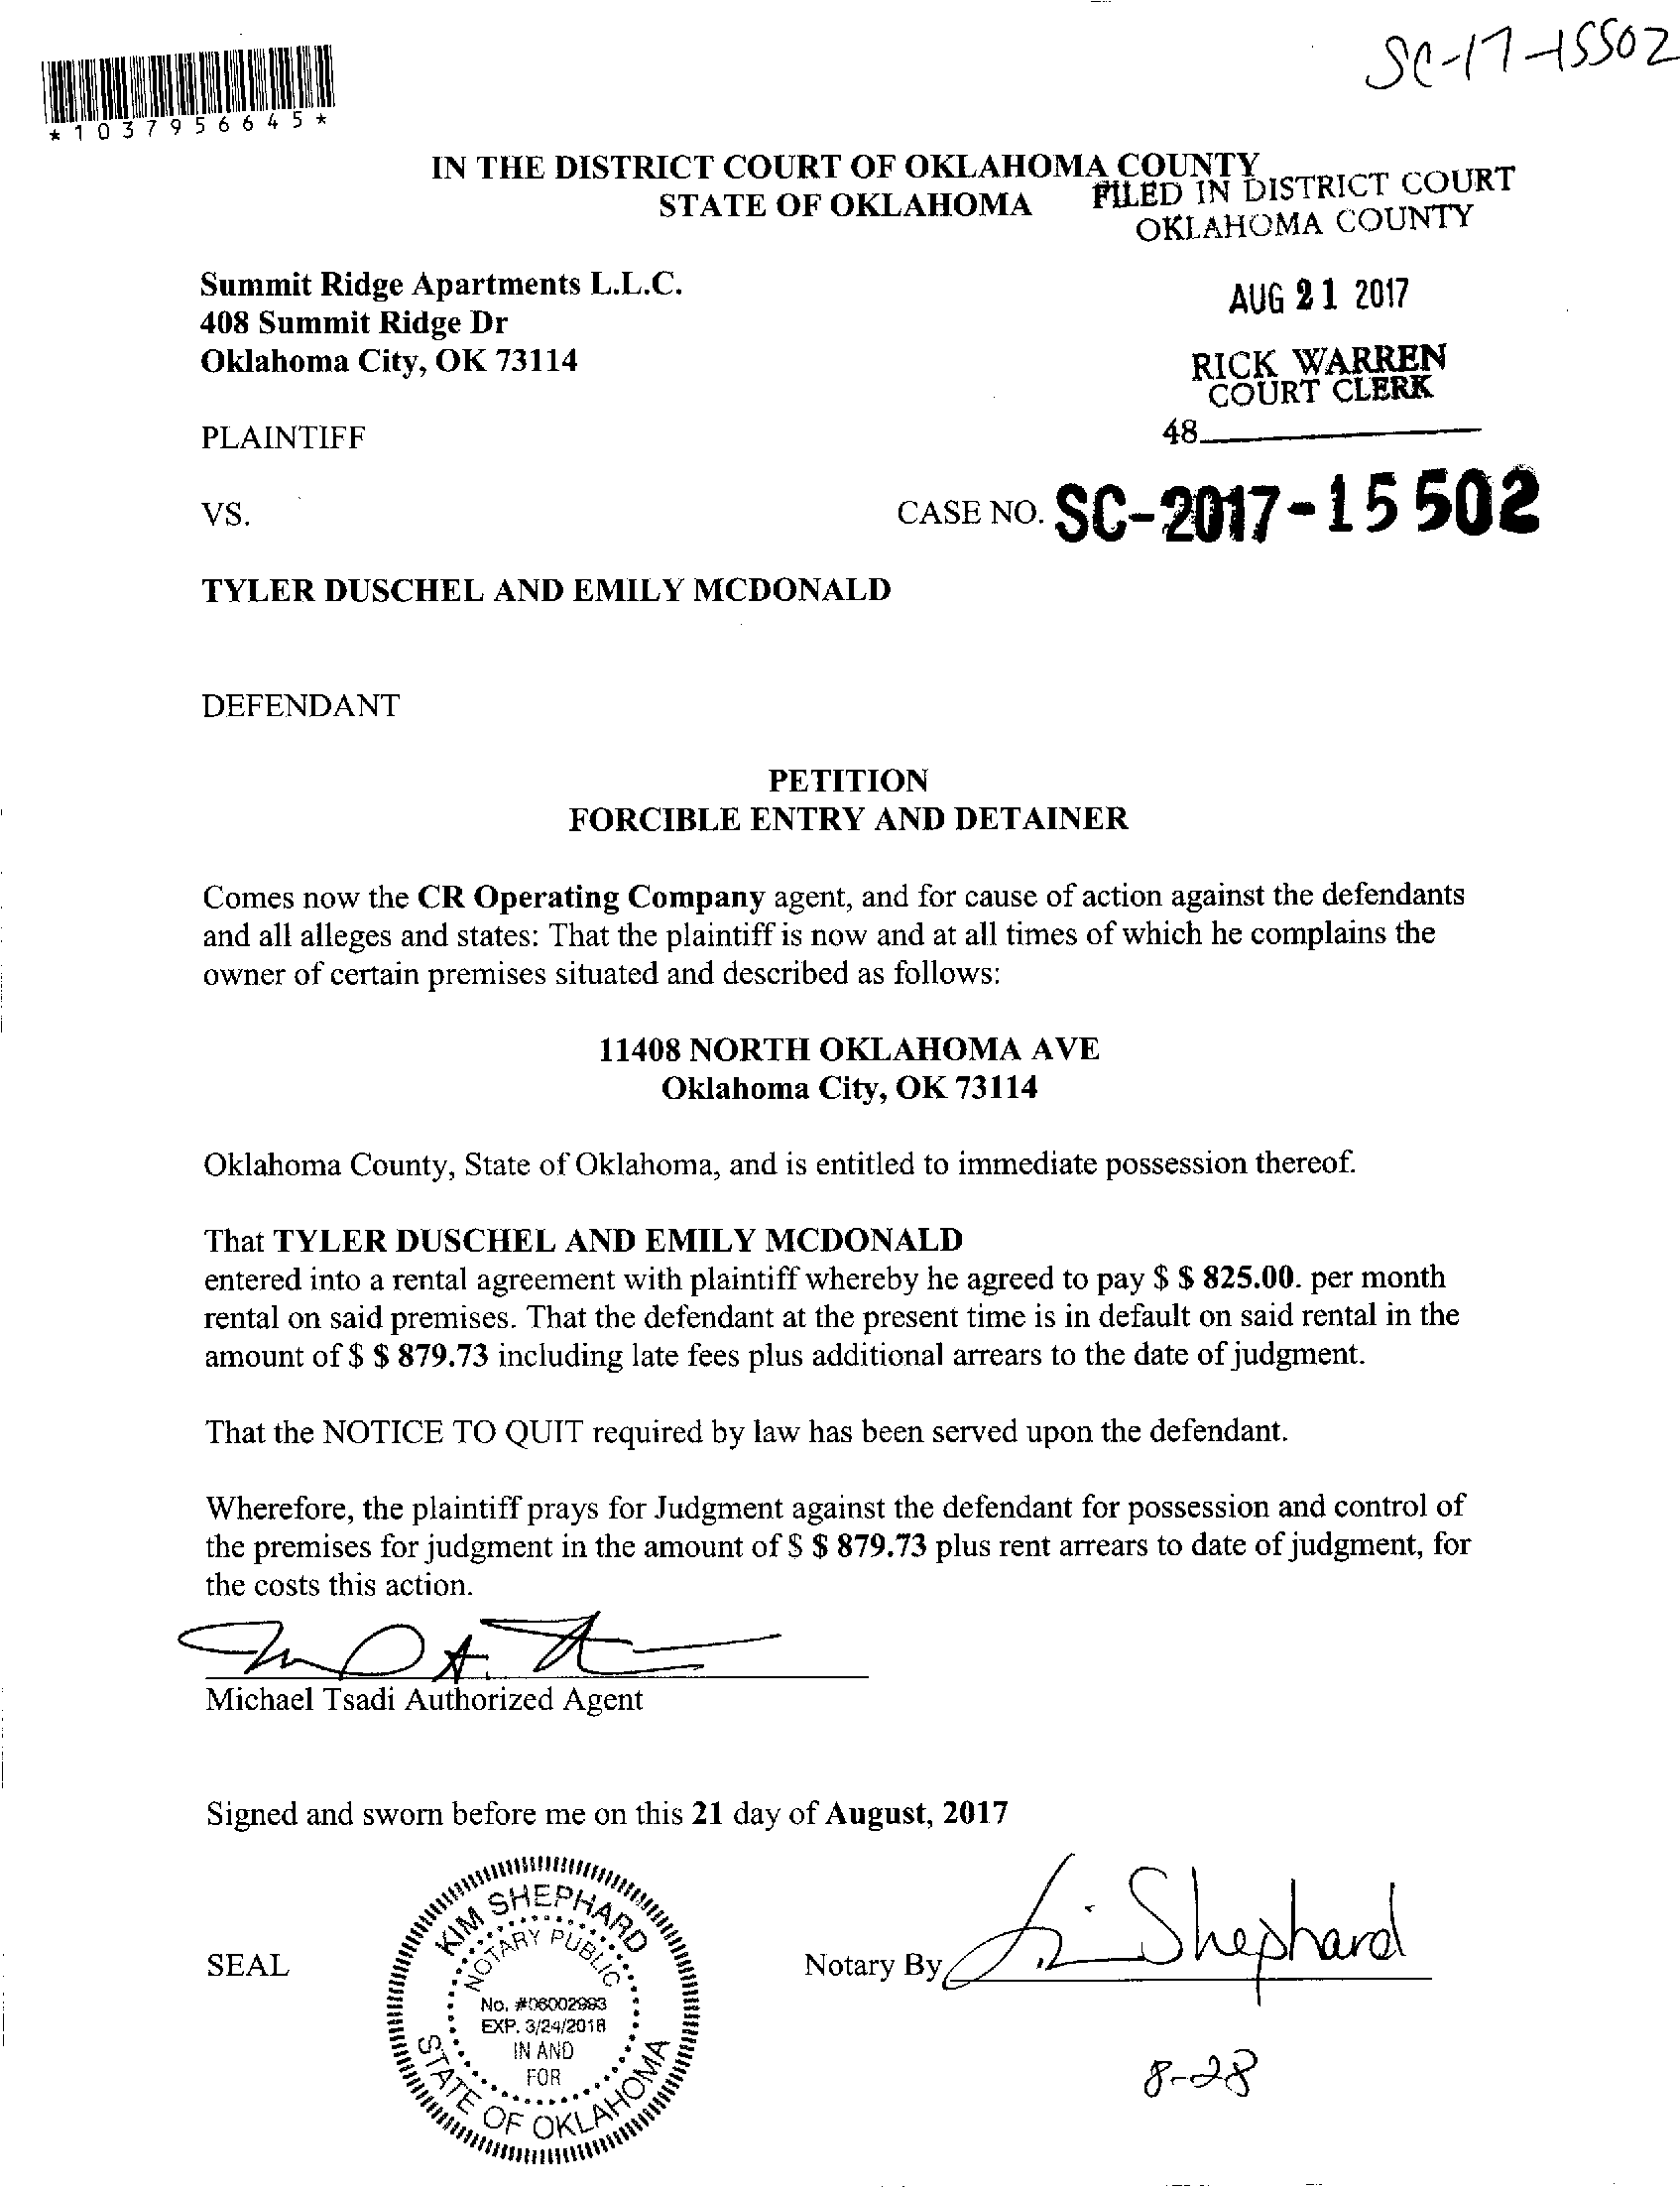 SC-17-15502
*1037956645*
IN THE DISTRICT COURT OF OKLAHOMA COUNTY
STATE OF OKLAHOMA
FILED IN DISTRICT COURT
OKLAHOMA COUNTY
Summit Ridge Apartments L.L.C.
408 Summit Ridge Dr
Oklahoma City, OK 73114
AUG 21 2017
RICK WARREN
COURT CLERK
48
PLAINTIFF
VS.
CASE NO. SC-2017-15502
TYLER DUSCHEL AND EMILY MCDONALD
DEFENDANT
PETITION
FORCIBLE ENTRY AND DETAINER
Comes now the CR Operating Company agent, and for cause of action against the defendants
and all alleges and states: That the plaintiff is now and at all times of which he complains the
owner of certain premises situated and described as follows:
11408 NORTH OKLAHOMA AVE
Oklahoma City, OK 73114
Oklahoma County, State of Oklahoma, and is entitled to immediate possession thereof.
That TYLER DUSCHEL AND EMILY MCDONALD
entered into a rental agreement with plaintiff whereby he agreed to pay $ $ 825.00. per month
rental on said premises. That the defendant at the present time is in default on said rental in the
amount of $ $ 879.73 including late fees plus additional arrears to the date of judgment.
That the NOTICE TO QUIT required by law has been served upon the defendant.
Wherefore, the plaintiff prays for Judgment against the defendant for possession and control of
the premises for judgment in the amount of $ $ 879.73 plus rent arrears to date of judgment, for
the costs this action.
Michael Tsadi Authorized Agent
Signed and sworn before me on this 21 day of August, 2017
SEAL
KIM SHEPHARD
NOTARY PUBLIC
No. #06002993
EXP. 3/24/2018
IN AND
FOR
STATE OF OKLAHOMA
Notary By Shephard
8-28